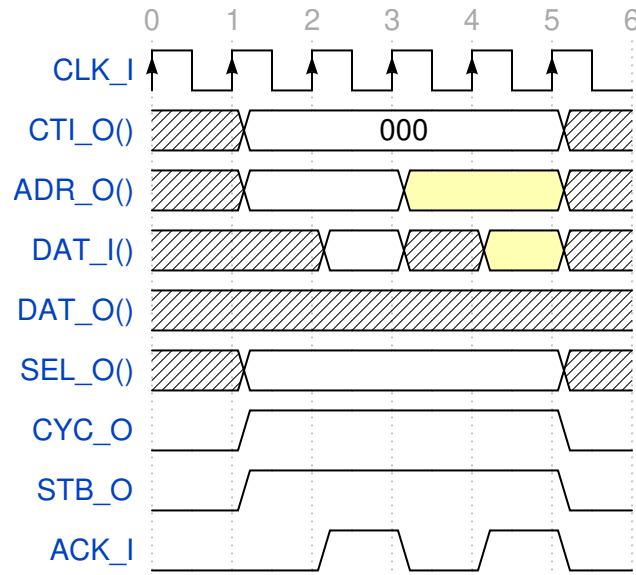 0 1 2 3 4 5 6
CLK_I
CTI_O() 000
ADR_O()
DAT_I()
DAT_O()
SEL_O()
CYC_O
STB_O
ACK_I